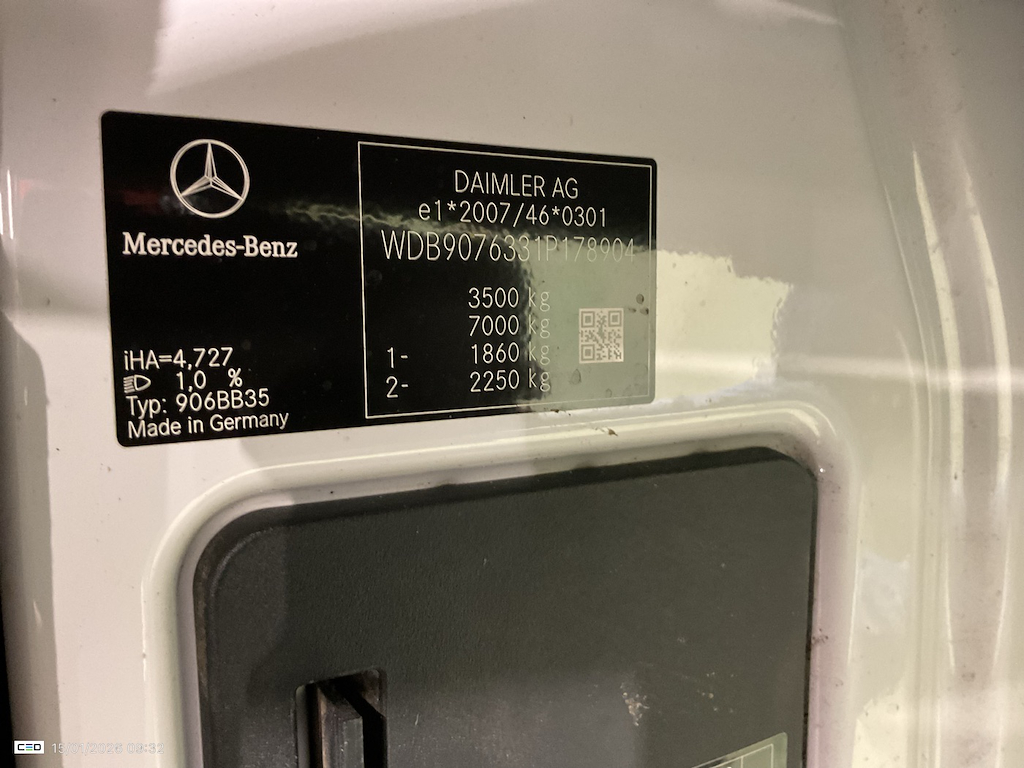 Mercedes-Benz
iHA=4,727
1,0 %
Typ: 906BB35
Made in Germany
DAIMLER AG
e1*2007/46*0301
WDB9076331P178904
3500 kg
7000 kg
1- 1860 kg
2- 2250 kg
CEO